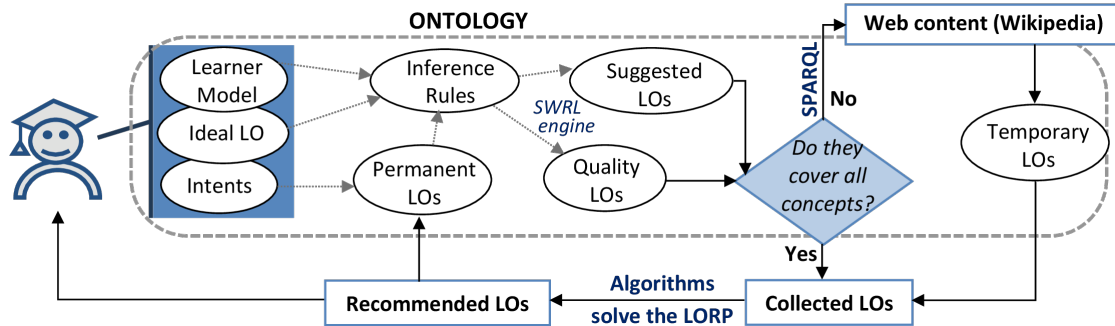 ONTOLOGY
Learner
Model
Ideal LO
Intents
Inference
Rules
Permanent
LOs
SWRL
engine
Suggested
LOs
Quality
LOs
SPARQL
No
Do they
cover all
concepts?
Yes
Web content (Wikipedia)
Temporary
LOs
Recommended LOs
Algorithms
solve the LORP
Collected LOs